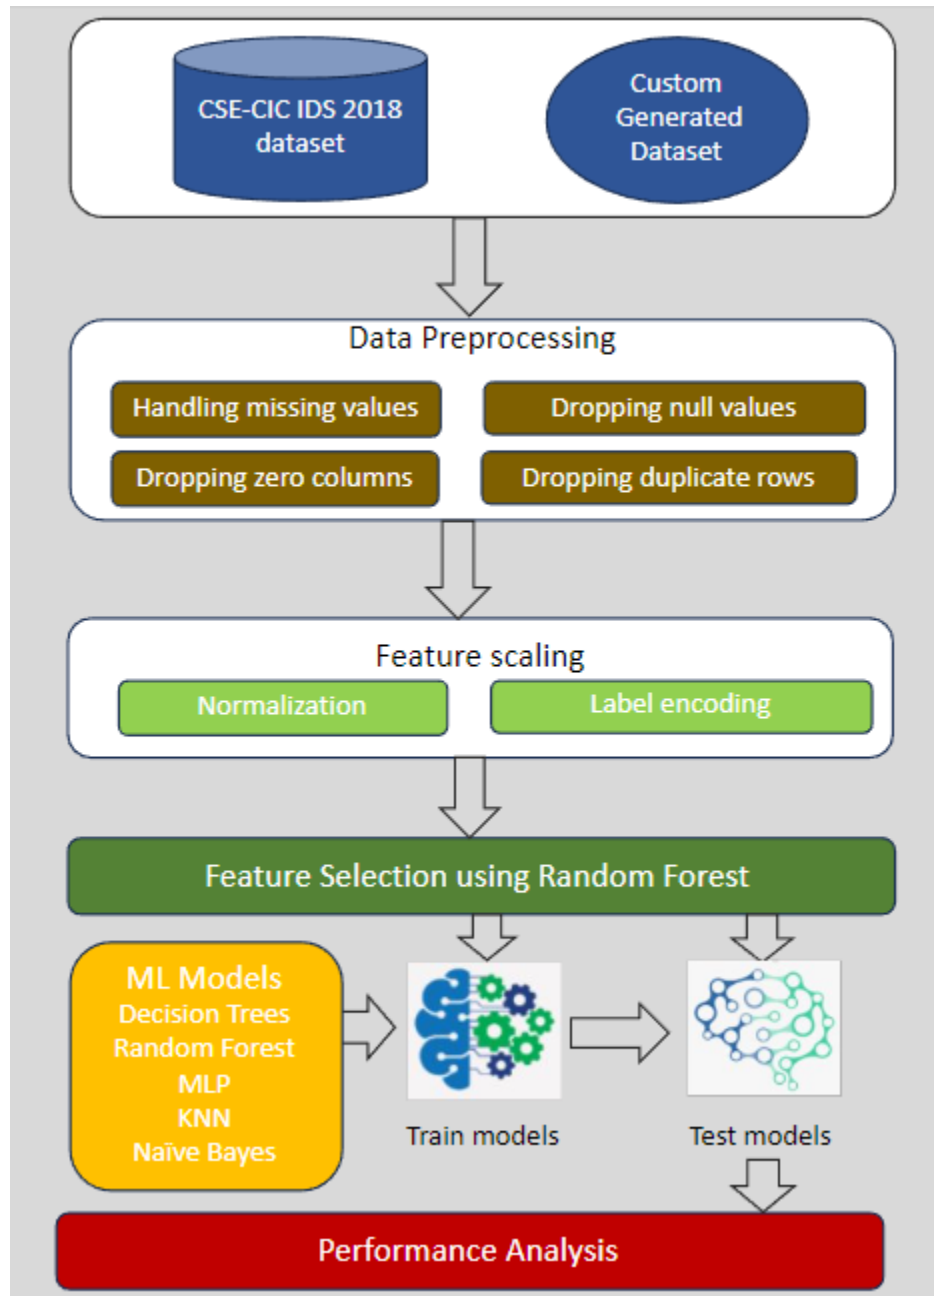 CSE-CIC IDS 2018
dataset
Custom
Generated
Dataset
Data Preprocessing
Handling missing values
Dropping null values
Dropping zero columns
Dropping duplicate rows
Feature scaling
Normalization
Label encoding
Feature Selection using Random Forest
ML Models
Decision Trees
Random Forest
MLP
KNN
Naïve Bayes
Train models
Test models
Performance Analysis